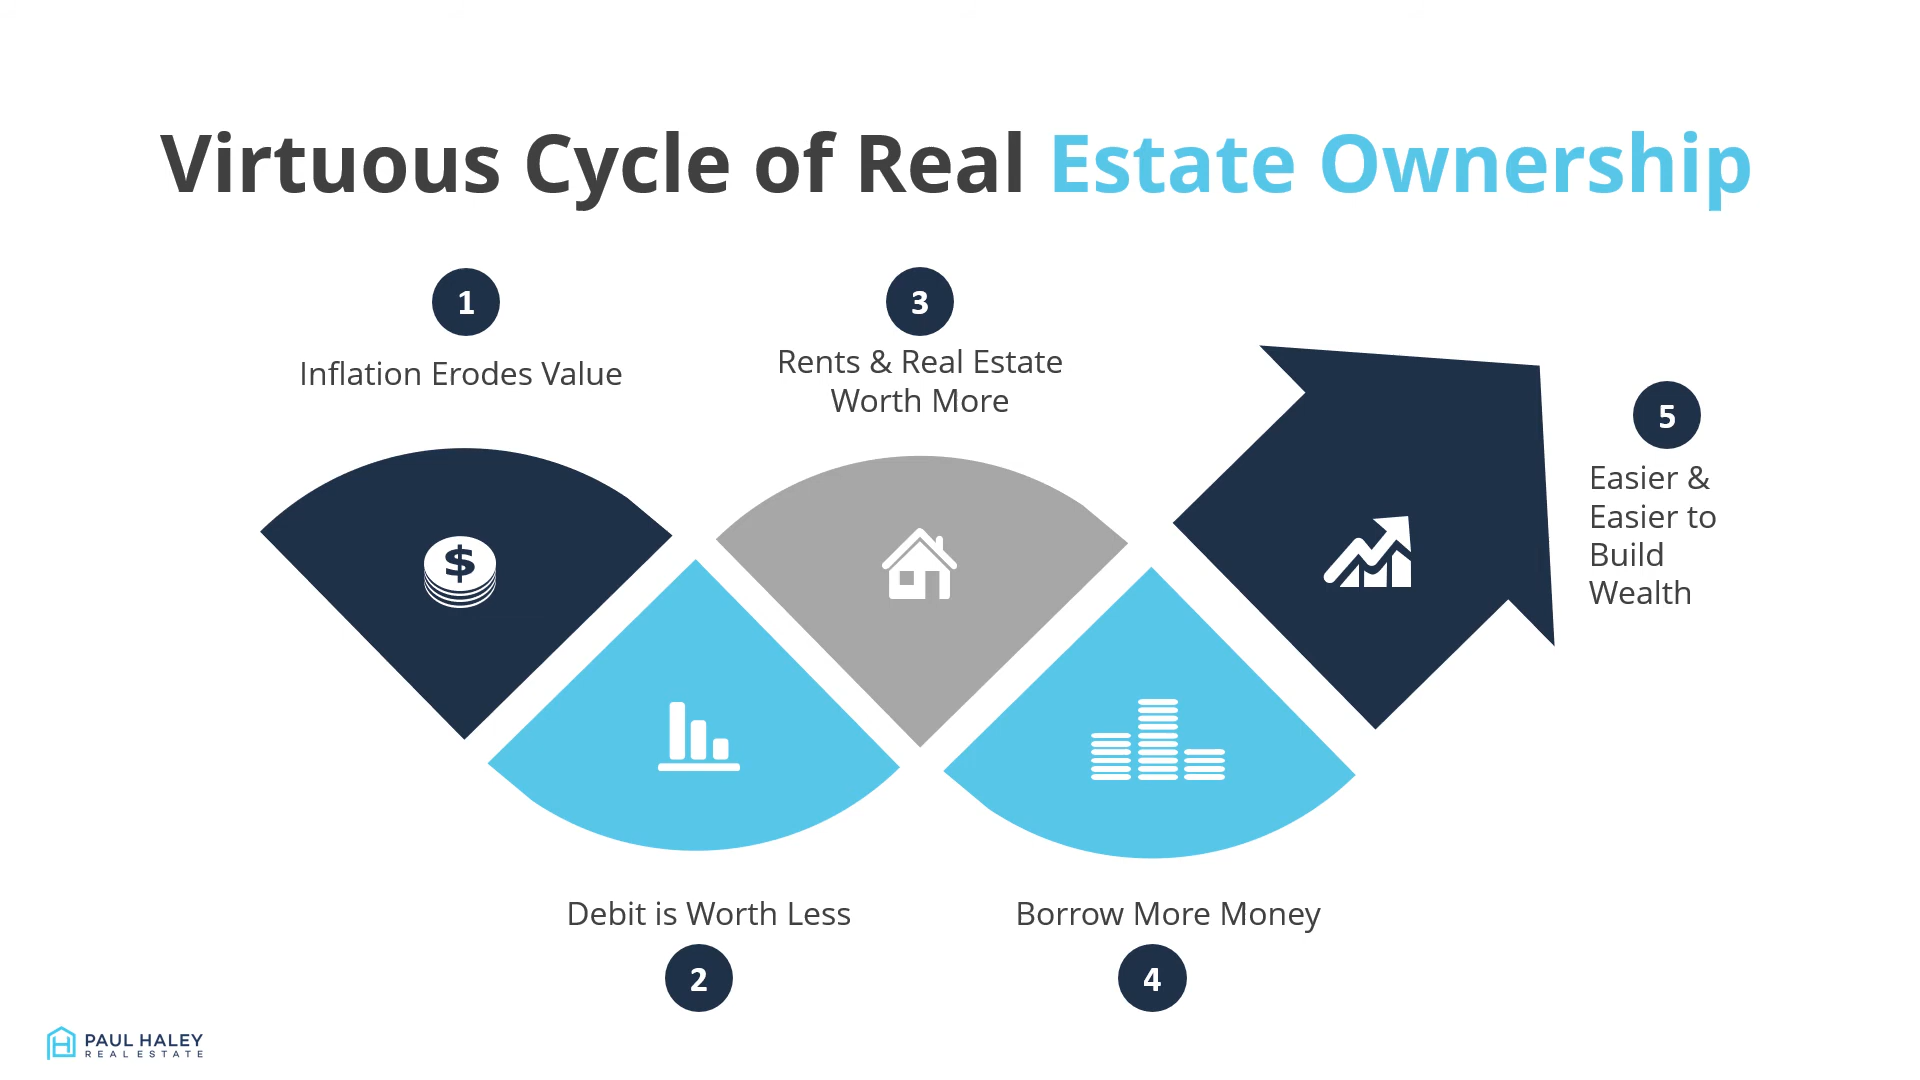 Virtuous Cycle of Real Estate Ownership
1
Inflation Erodes Value
$
Debit is Worth Less
2
3
Rents & Real Estate
Worth More
Borrow More Money
4
5
Easier &
Easier to
Build
Wealth
PAUL HALEY
REAL ESTATE